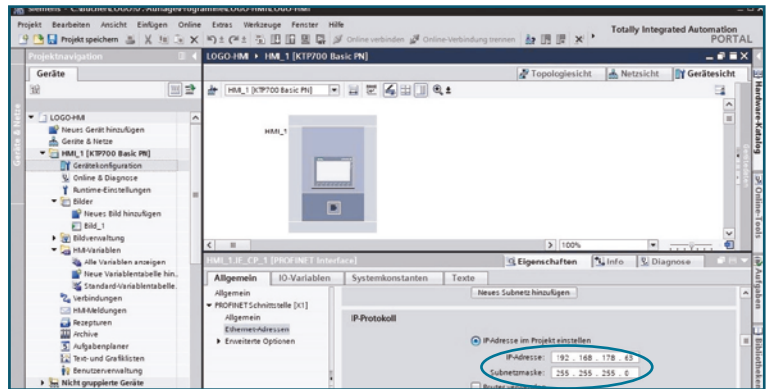 Siemens - C:\Bücher\LOGO!8.
Projekt Bearbeiten Ansicht Einfügen Online Extras Werkzeuge Fenster Hilfe
Totally Integrated Automation
PORTAL
Projekt speichern Online verbinden Online-Verbindung trennen
Projektnavigation
LOGO-HMI HMI_1 [KTP700 Basic PN]
Geräte
Topologiesicht Netzsicht Gerätesicht
HMI_1 [KTP700 Basic PN]
LOGO-HMI
Neues Gerät hinzufügen
Geräte & Netze
HMI_1 [KTP700 Basic PN]
Gerätekonfiguration
Online & Diagnose
Runtime-Einstellungen
Bilder
Neues Bild hinzufügen
Bild_1
Bildverwaltung
HMI-Variablen
Alle Variablen anzeigen
Neue Variablentabelle hin..
Standard-Variablentabelle.
Verbindungen
HMI-Meldungen
Rezepturen
Archive
Aufgabenplaner
Text- und Grafiklisten
Benutzerverwaltung
Nicht gruppierte Geräte
Geräte & Netze
HMI_1
100%
HMI_1.IE_CP_1 [PROFINET Interface]
Eigenschaften Info Diagnose
Allgemein IO-Variablen Systemkonstanten Texte
Allgemein
PROFINET Schnittstelle [X1]
Allgemein
Ethernet-Adressen
Erweiterte Optionen
Neues Subnetz hinzufügen
IP-Protokoll
IP-Adresse im Projekt einstellen
IP-Adresse: 192 . 168 . 178 . 63
Subnetzmaske: 255 . 255 . 255 . 0
Router verwenden
Hardware-Katalog
Online-Tools
Aufgaben
Bibliotheken